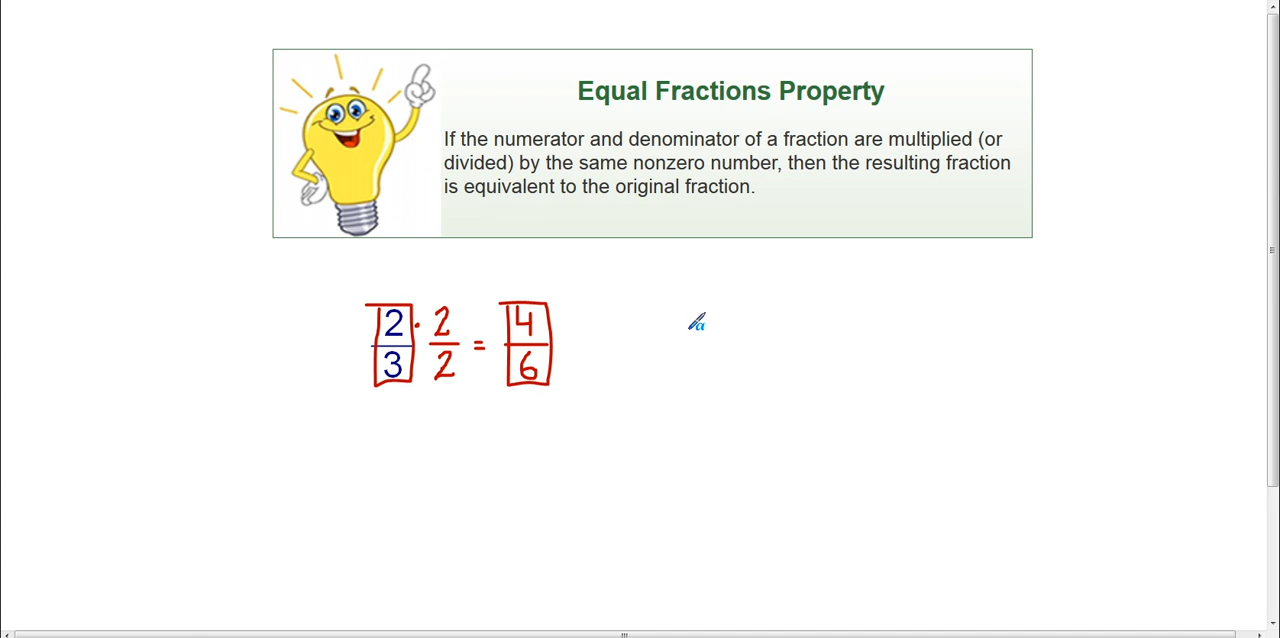 Equal Fractions Property
If the numerator and denominator of a fraction are multiplied (or
divided) by the same nonzero number, then the resulting fraction
is equivalent to the original fraction.
2/3 · 2/2 = 4/6